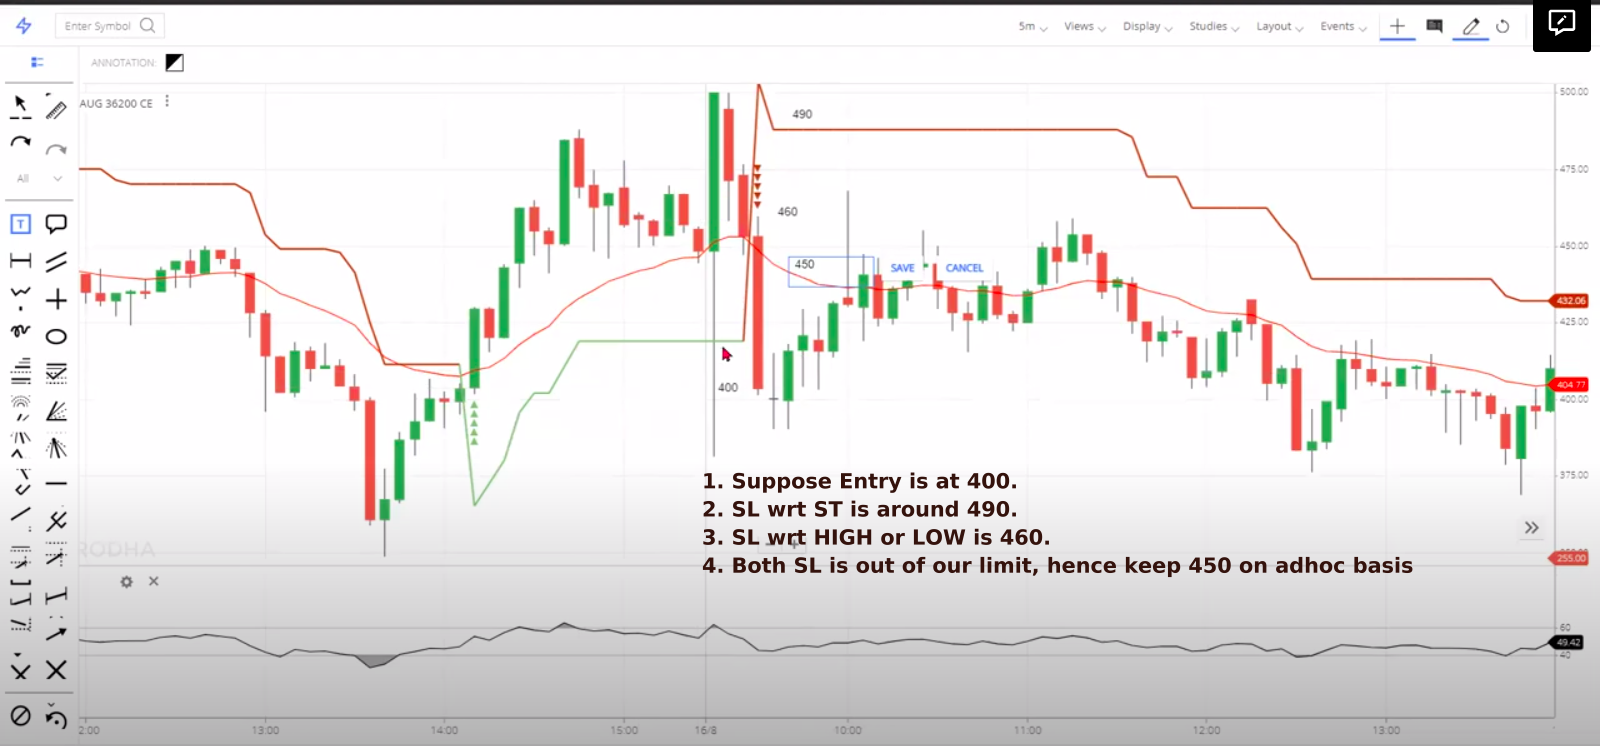 Enter Symbol
5m
Views
Display
Studies
Layout
Events
ANNOTATION:
AUG 36200 CE
All
500.00
490
475.00
460
450.00
450
SAVE
CANCEL
432.06
425.00
400
404.77
400.00
1. Suppose Entry is at 400.
375.00
2. SL wrt ST is around 490.
3. SL wrt HIGH or LOW is 460.
RODHA
4. Both SL is out of our limit, hence keep 450 on adhoc basis
255.00
60
49.42
40
2:00
13:00
14:00
15:00
16/8
10:00
11:00
12:00
13:00